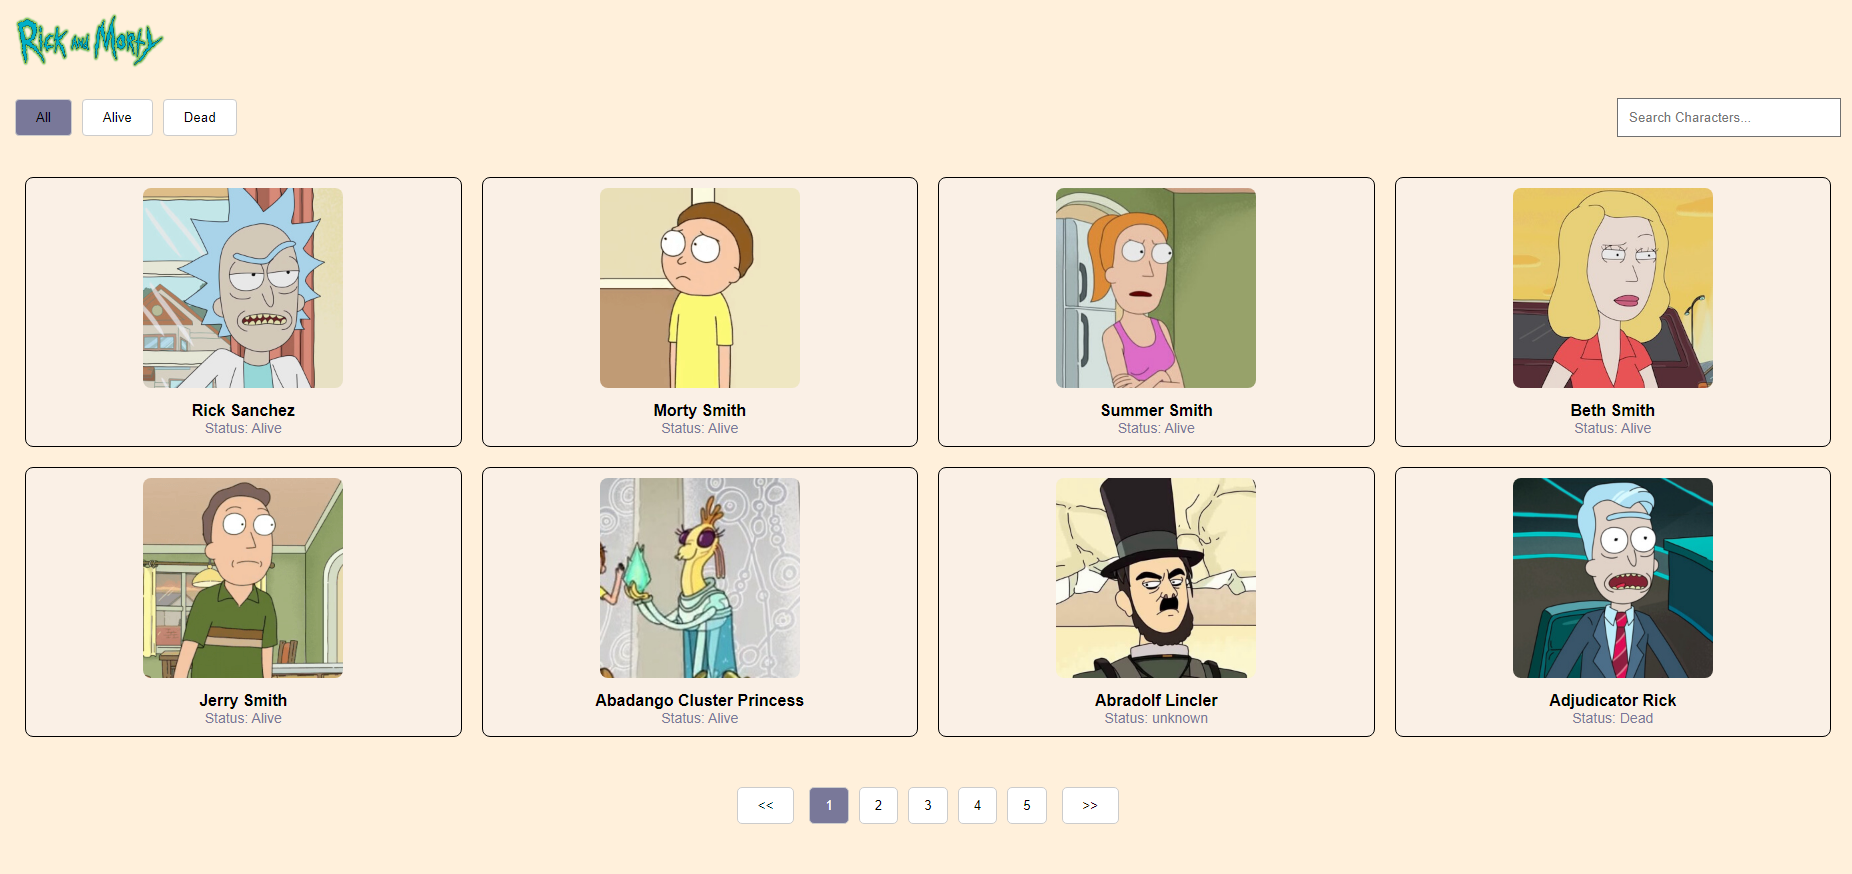 Rick and Morty
All Alive Dead Search Characters...
Rick Sanchez
Status: Alive
Morty Smith
Status: Alive
Summer Smith
Status: Alive
Beth Smith
Status: Alive
Jerry Smith
Status: Alive
Abadango Cluster Princess
Status: Alive
Abradolf Lincler
Status: unknown
Adjudicator Rick
Status: Dead
<< 1 2 3 4 5 >>